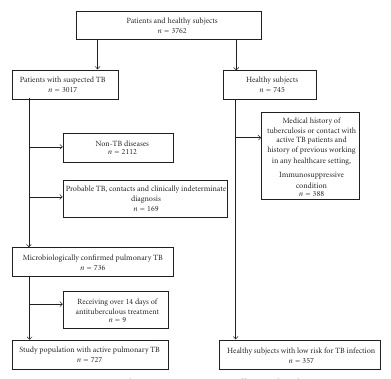 Patients and healthy subjects
n = 3762
Patients with suspected TB
n = 3017
Healthy subjects
n = 745
Non-TB diseases
n = 2112
Medical history of
tuberculosis or contact with
active TB patients and
history of previous working
in any healthcare setting,
Immunosuppressive
condition
n = 388
Probable TB, contacts and clinically indeterminate
diagnosis
n = 169
Microbiologically confirmed pulmonary TB
n = 736
Receiving over 14 days of
antituberculous treatment
n = 9
Study population with active pulmonary TB
n = 727
Healthy subjects with low risk for TB infection
n = 357